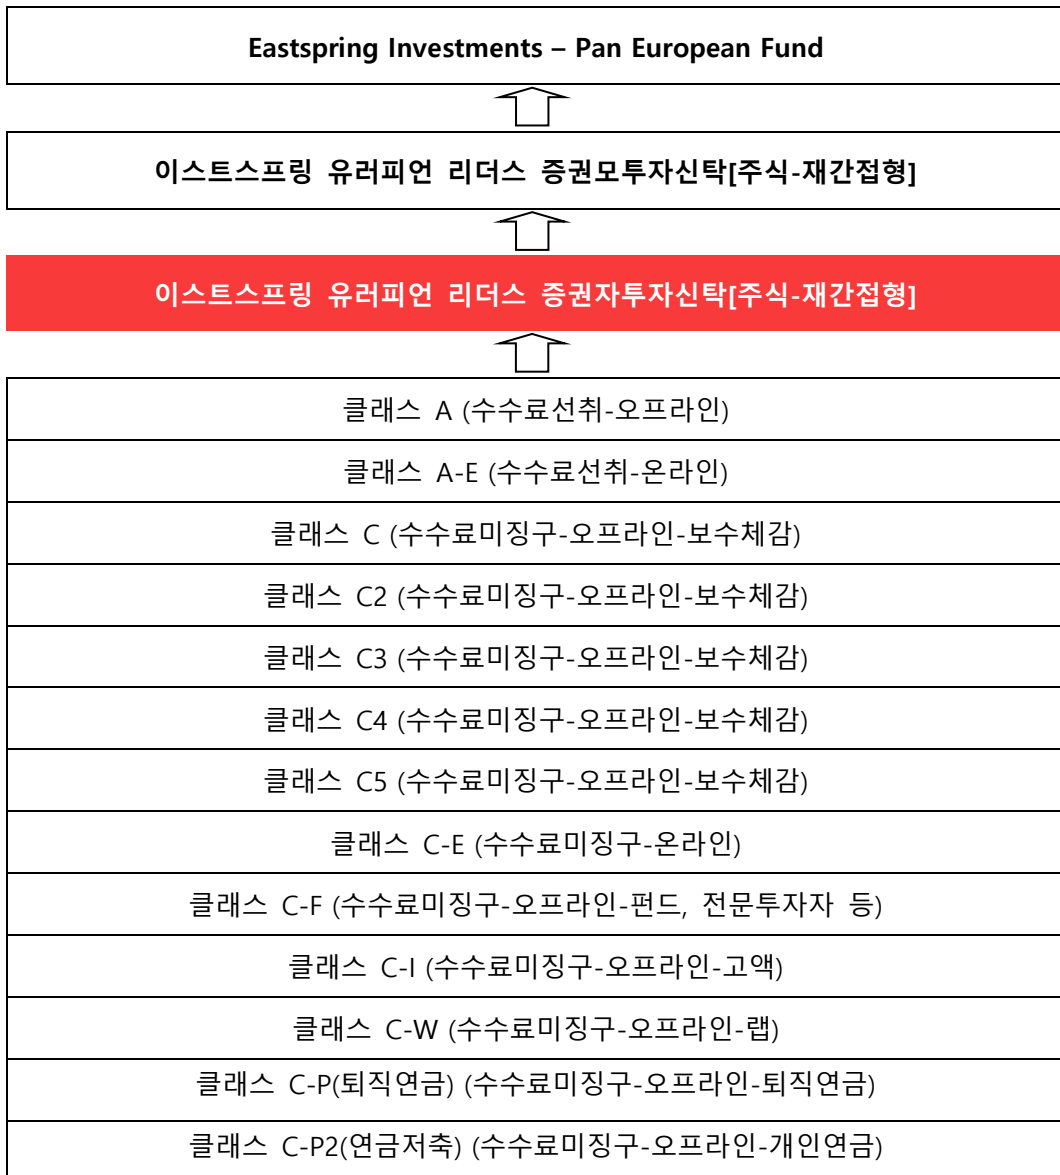 Eastspring Investments – Pan European Fund
이스트스프링 유러피언 리더스 증권모투자신탁[주식-재간접형]
이스트스프링 유러피언 리더스 증권자투자신탁[주식-재간접형]
클래스 A (수수료선취-오프라인)
클래스 A-E (수수료선취-온라인)
클래스 C (수수료미징구-오프라인-보수체감)
클래스 C2 (수수료미징구-오프라인-보수체감)
클래스 C3 (수수료미징구-오프라인-보수체감)
클래스 C4 (수수료미징구-오프라인-보수체감)
클래스 C5 (수수료미징구-오프라인-보수체감)
클래스 C-E (수수료미징구-온라인)
클래스 C-F (수수료미징구-오프라인-펀드, 전문투자자 등)
클래스 C-I (수수료미징구-오프라인-고액)
클래스 C-W (수수료미징구-오프라인-랩)
클래스 C-P(퇴직연금) (수수료미징구-오프라인-퇴직연금)
클래스 C-P2(연금저축) (수수료미징구-오프라인-개인연금)